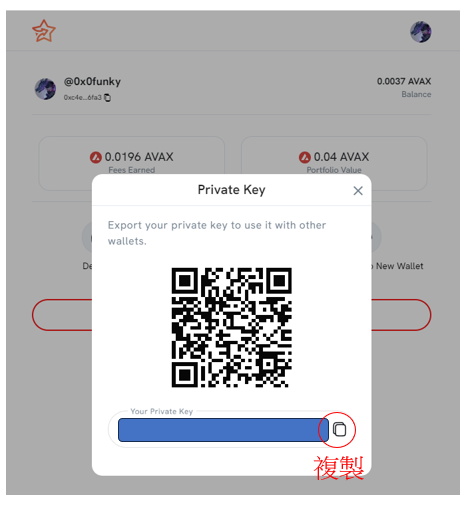 @0x0funky
0.0037 AVAX
0xc4e...6fa3
Balance
0.0196 AVAX
0.04 AVAX
Fees Earned
Portfolio Value
Private Key
Export your private key to use it with other
wallets.
De
New Wallet
Your Private Key
複製